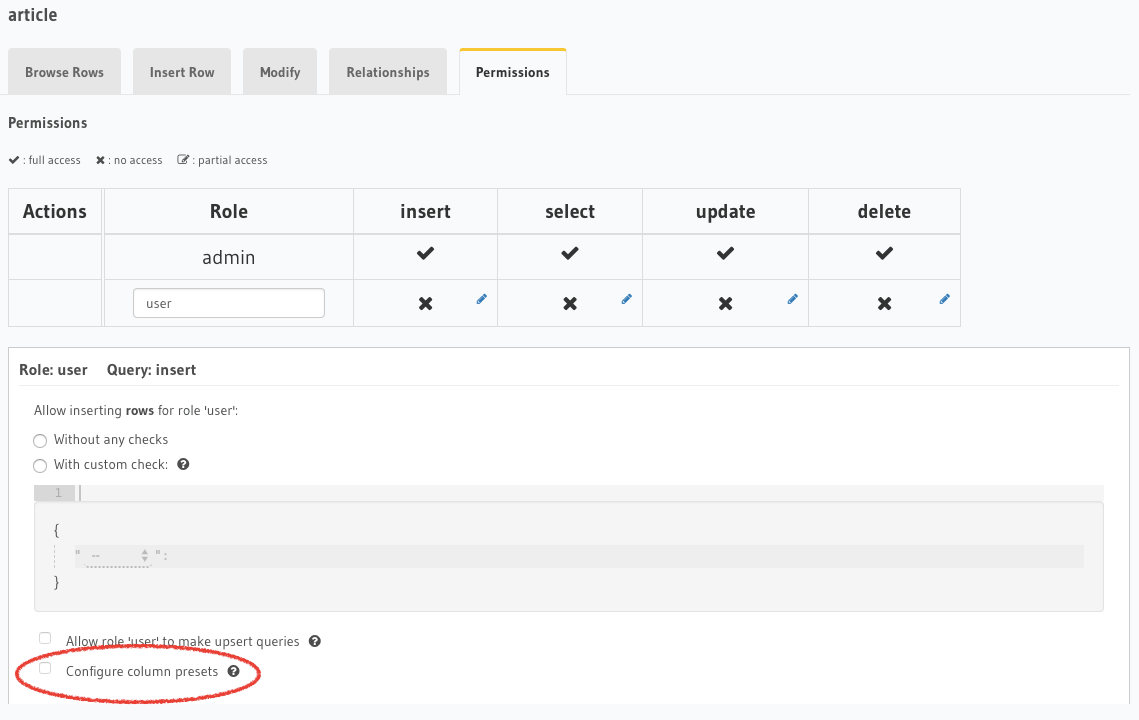 article
Browse Rows Insert Row Modify Relationships Permissions
Permissions
: full access : no access : partial access
Actions Role insert select update delete
admin
user
Role: user Query: insert
Allow inserting rows for role 'user':
Without any checks
With custom check:
1
{
" -- ":
}
Allow role 'user' to make upsert queries
Configure column presets